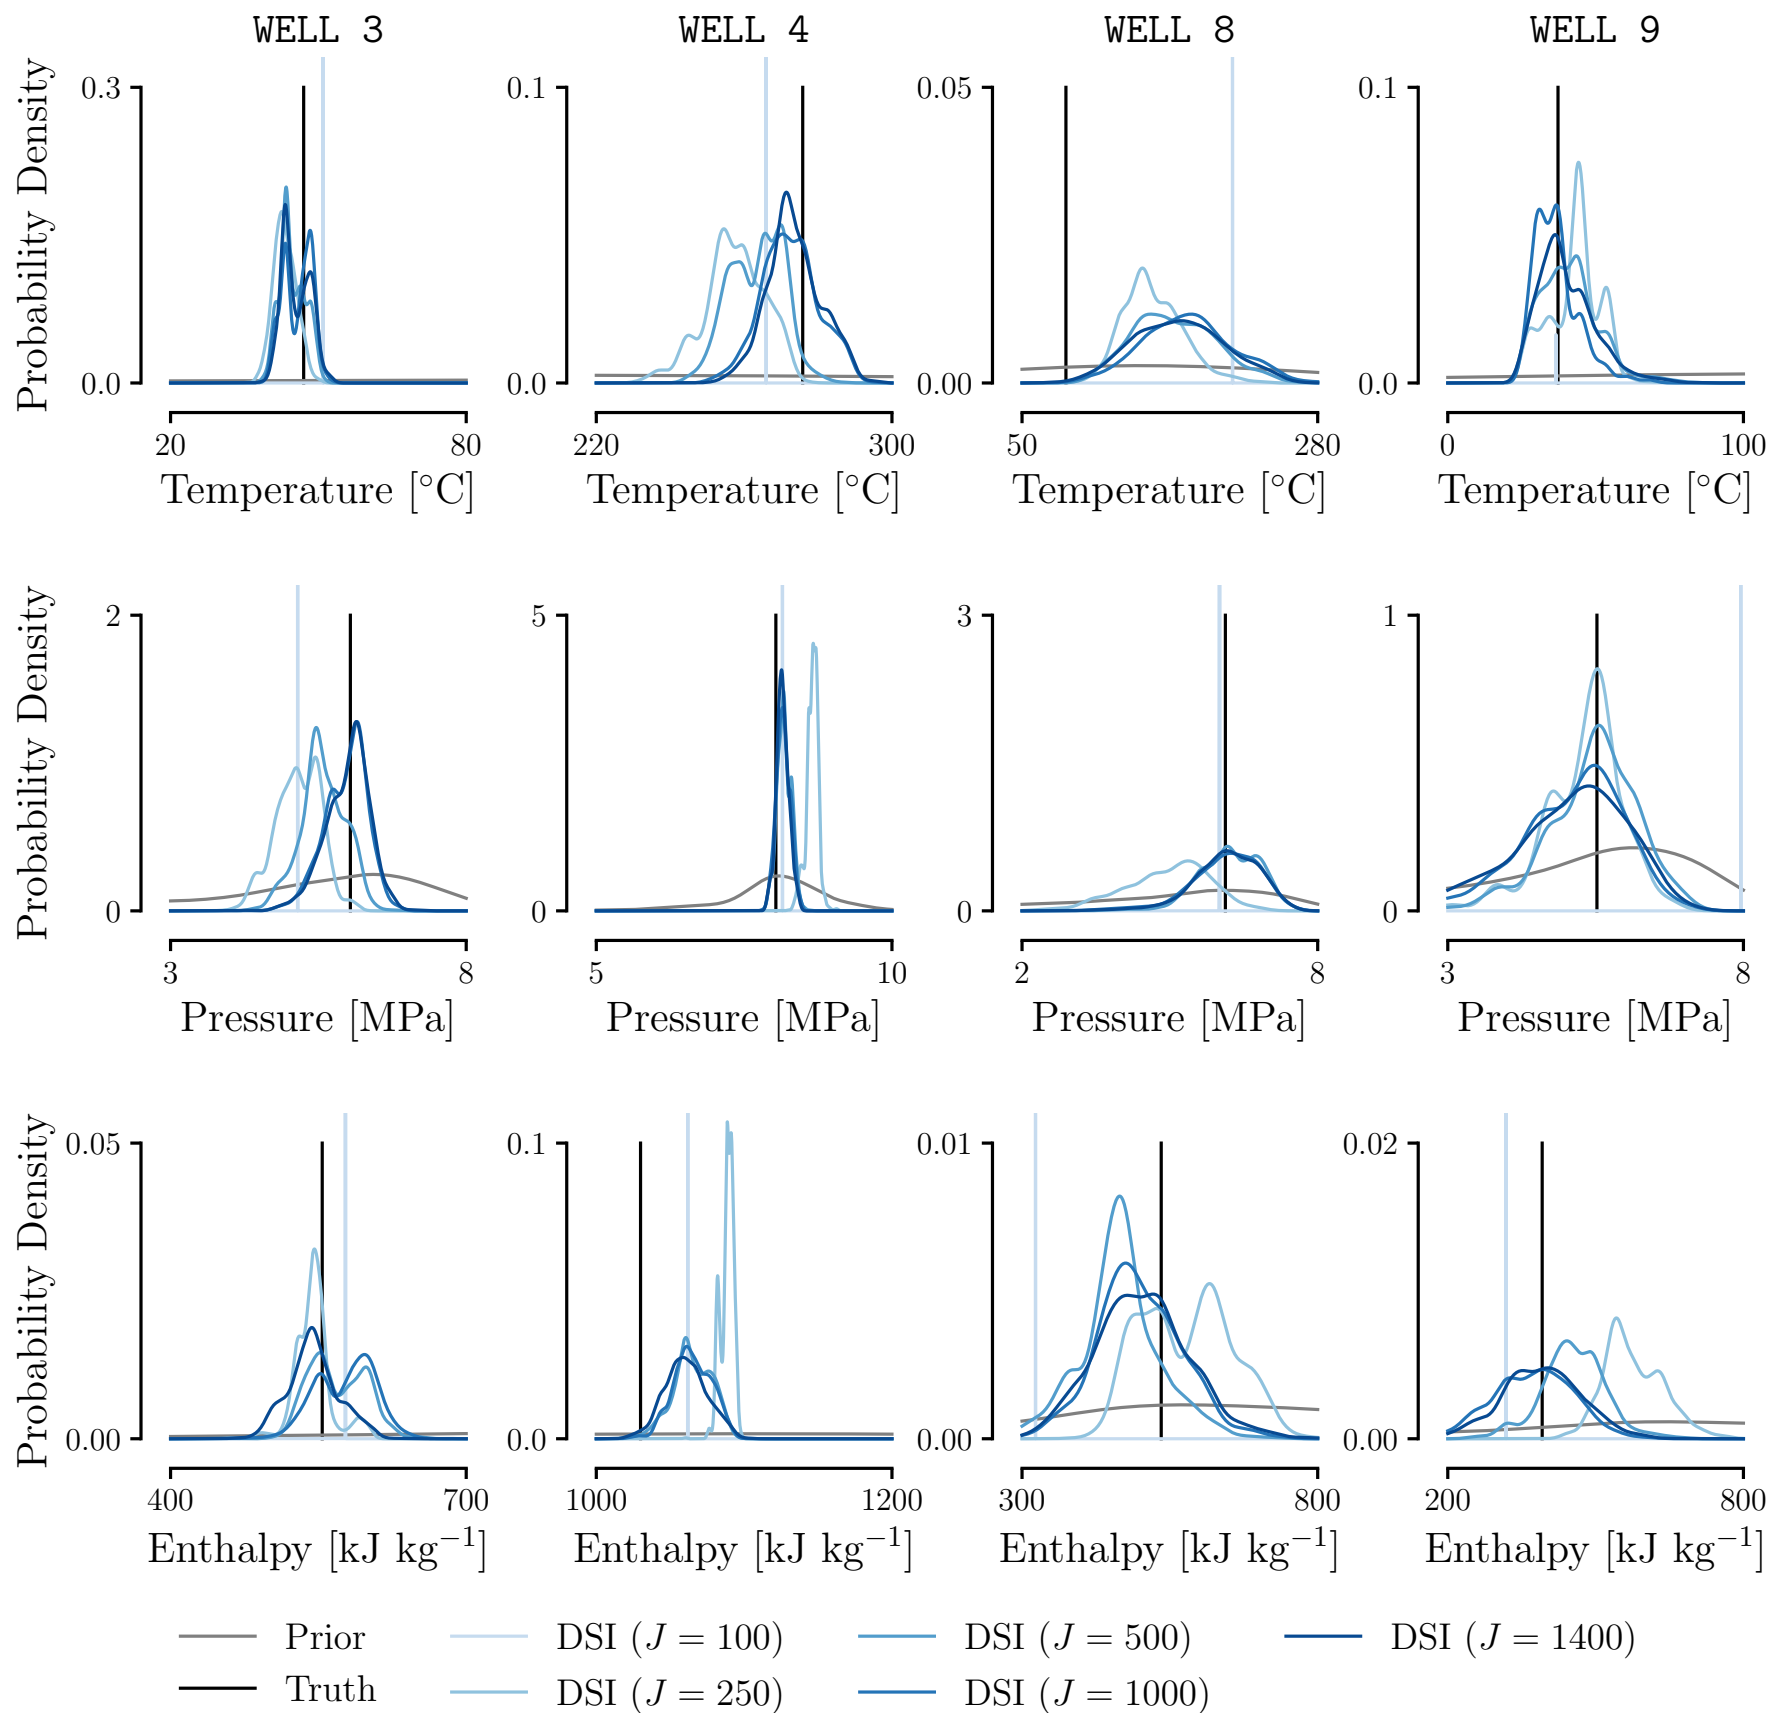 WELL 3 WELL 4 WELL 8 WELL 9
Probability Density
0.3
0.0
20 80
Temperature [°C]
0.1
0.0
220 300
Temperature [°C]
0.05
0.00
50 280
Temperature [°C]
0.1
0.0
0 100
Temperature [°C]
Probability Density
2
0
3 8
Pressure [MPa]
5
0
5 10
Pressure [MPa]
3
0
2 8
Pressure [MPa]
1
0
3 8
Pressure [MPa]
Probability Density
0.05
0.00
400 700
Enthalpy [kJ kg⁻¹]
0.1
0.0
1000 1200
Enthalpy [kJ kg⁻¹]
0.01
0.00
300 800
Enthalpy [kJ kg⁻¹]
0.02
0.00
200 800
Enthalpy [kJ kg⁻¹]
Prior DSI (J = 100) DSI (J = 500) DSI (J = 1400)
Truth DSI (J = 250) DSI (J = 1000)